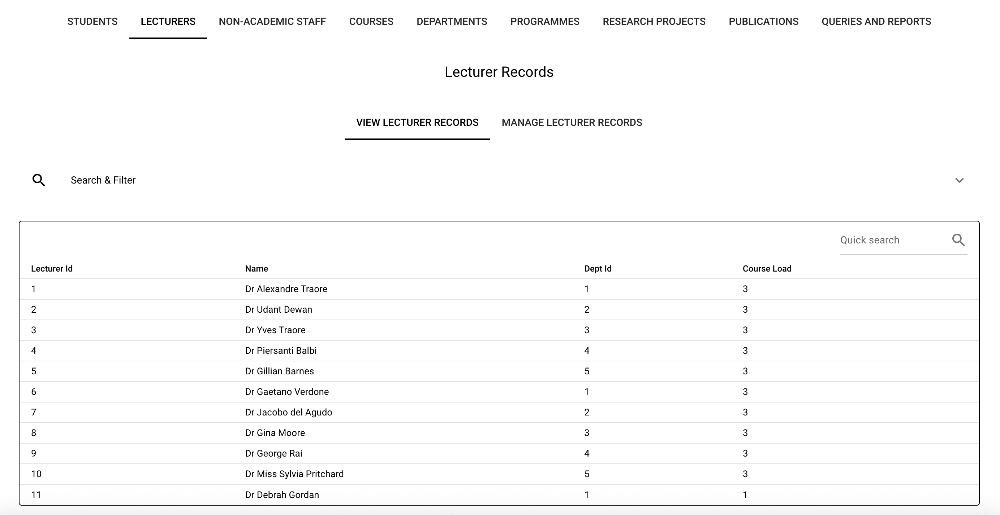 STUDENTS LECTURERS NON-ACADEMIC STAFF COURSES DEPARTMENTS PROGRAMMES RESEARCH PROJECTS PUBLICATIONS QUERIES AND REPORTS
Lecturer Records
VIEW LECTURER RECORDS MANAGE LECTURER RECORDS
Search & Filter
Quick search
Lecturer Id Name Dept Id Course Load
1 Dr Alexandre Traore 1 3
2 Dr Udant Dewan 2 3
3 Dr Yves Traore 3 3
4 Dr Piersanti Balbi 4 3
5 Dr Gillian Barnes 5 3
6 Dr Gaetano Verdone 1 3
7 Dr Jacobo del Agudo 2 3
8 Dr Gina Moore 3 3
9 Dr George Rai 4 3
10 Dr Miss Sylvia Pritchard 5 3
11 Dr Debrah Gordan 1 1